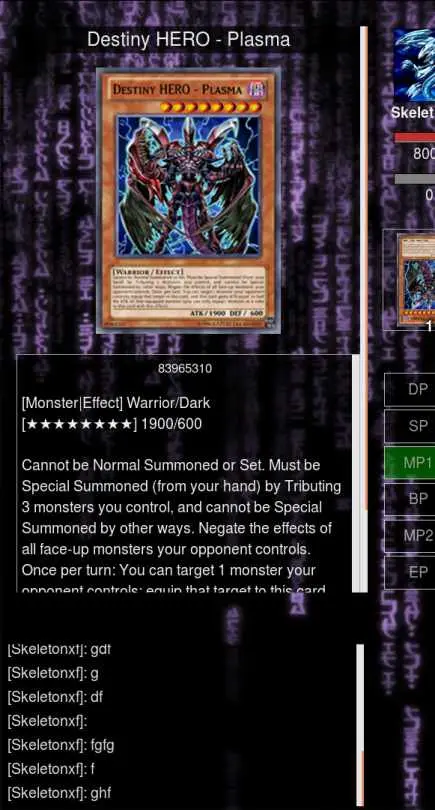 Destiny HERO - Plasma
DESTINY HERO - PLASMA
[WARRIOR / EFFECT]
ATK/1900 DEF/ 600
83965310
[Monster|Effect] Warrior/Dark
[★★★★★★★★] 1900/600
Cannot be Normal Summoned or Set. Must be
Special Summoned (from your hand) by Tributing
3 monsters you control, and cannot be Special
Summoned by other ways. Negate the effects of
all face-up monsters your opponent controls.
Once per turn: You can target 1 monster your
opponent controls; equip that target to this card
[Skeletonxf]: gdf
[Skeletonxf]: g
[Skeletonxf]: df
[Skeletonxf]:
[Skeletonxf]: fgfg
[Skeletonxf]: f
[Skeletonxf]: ghf
Skelet
800
0
1
DP
SP
MP1
BP
MP2
EP